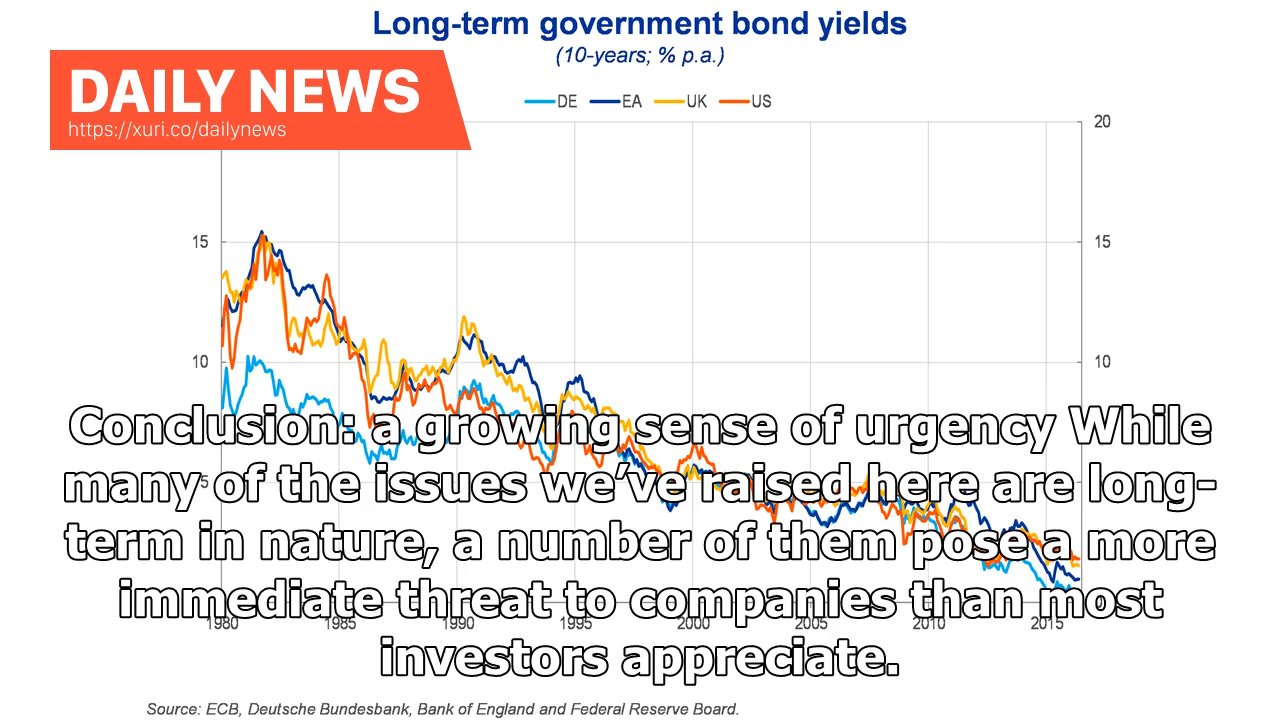 Long-term government bond yields
(10-years; % p.a.)
DAILY NEWS
https://xuri.co/dailynews
DE EA UK US
20
15 15
10 10
Conclusion: a growing sense of urgency While
many of the issues we've raised here are long-
term in nature, a number of them pose a more
immediate threat to companies than most
investors appreciate.
5
1980 1985 1990 1995 2000 2005 2010 2015
Source: ECB, Deutsche Bundesbank, Bank of England and Federal Reserve Board.